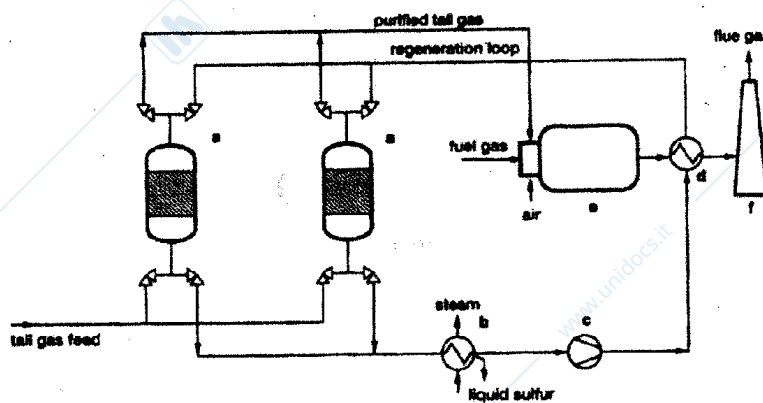 purified tail gas
regeneration loop
flue ga
a
a
fuel gas
air
e
d
f
steam
b
c
tail gas feed
liquid sulfur
www.unidocs.it